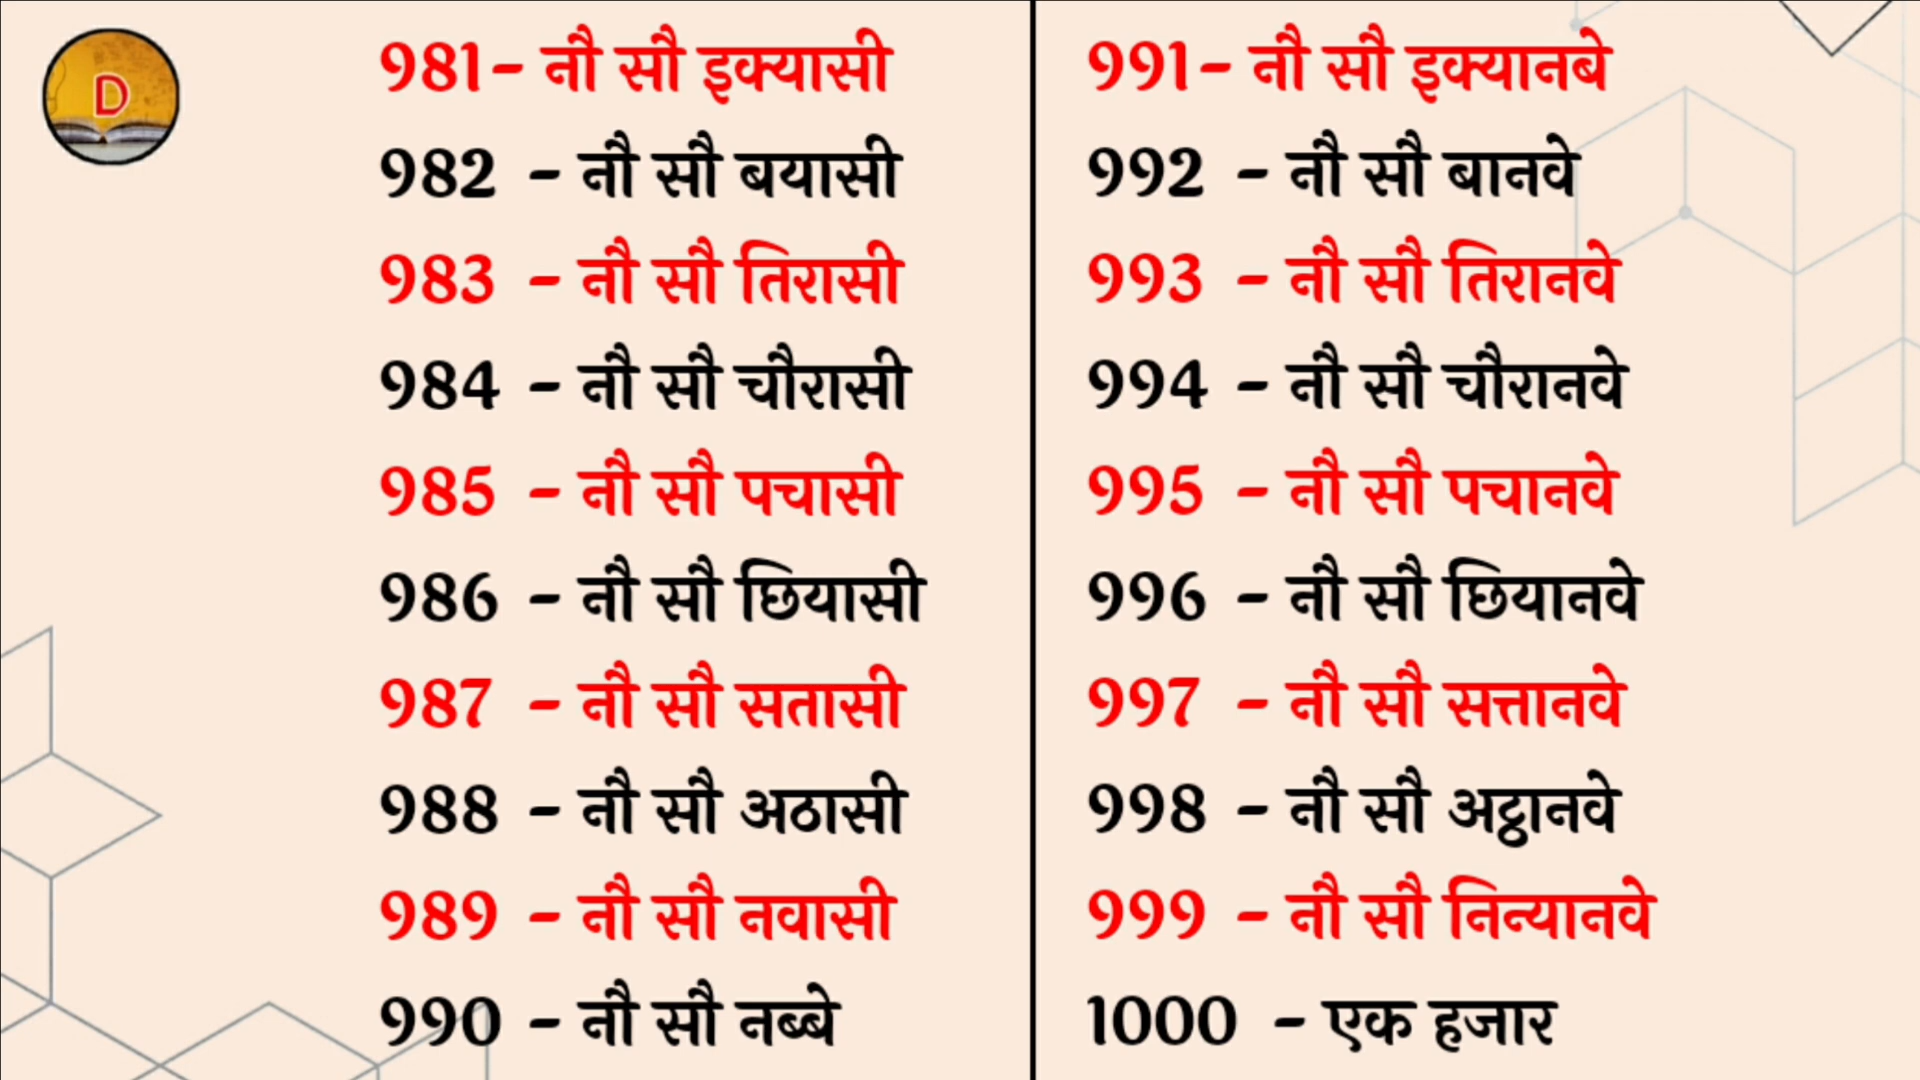 D
981- नौ सौ इक्यासी
982 - नौ सौ बयासी
983 - नौ सौ तिरासी
984 - नौ सौ चौरासी
985 - नौ सौ पचासी
986 - नौ सौ छियासी
987 - नौ सौ सतासी
988 - नौ सौ अठासी
989 - नौ सौ नवासी
990 - नौ सौ नब्बे
991- नौ सौ इक्यानबे
992 - नौ सौ बानवे
993 - नौ सौ तिरानवे
994 - नौ सौ चौरानवे
995 - नौ सौ पचानवे
996 - नौ सौ छियानवे
997 - नौ सौ सत्तानवे
998 - नौ सौ अट्ठानवे
999 - नौ सौ निन्यानवे
1000 - एक हजार